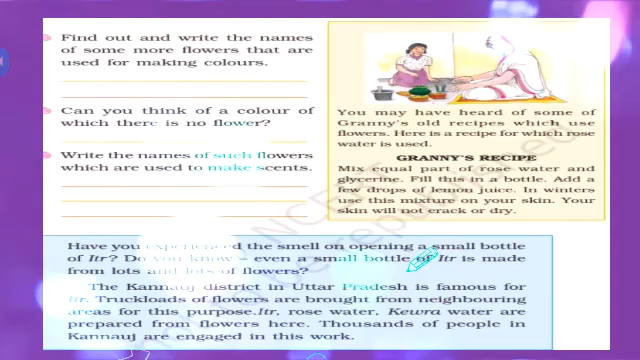 Find out and write the names
of some more flowers that are
used for making colours.
Can you think of a colour of
which there is no flower?
Write the names of such flowers
which are used to make scents.
You may have heard of some of
Granny's old recipes which use
flowers. Here is a recipe for which rose
water is used.
GRANNY'S RECIPE
Mix equal part of rose water and
glycerine. Fill this in a bottle. Add a
few drops of lemon juice. In winters
use this mixture on your skin. Your
skin will not crack or dry.
Have you experienced the smell on opening a small bottle
of Itr? Do you know – even a small bottle of Itr is made
from lots and lots of flowers?
The Kannauj district in Uttar Pradesh is famous for
Itr. Truckloads of flowers are brought from neighbouring
areas for this purpose. Itr, rose water, Kewra water are
prepared from flowers here. Thousands of people in
Kannauj are engaged in this work.